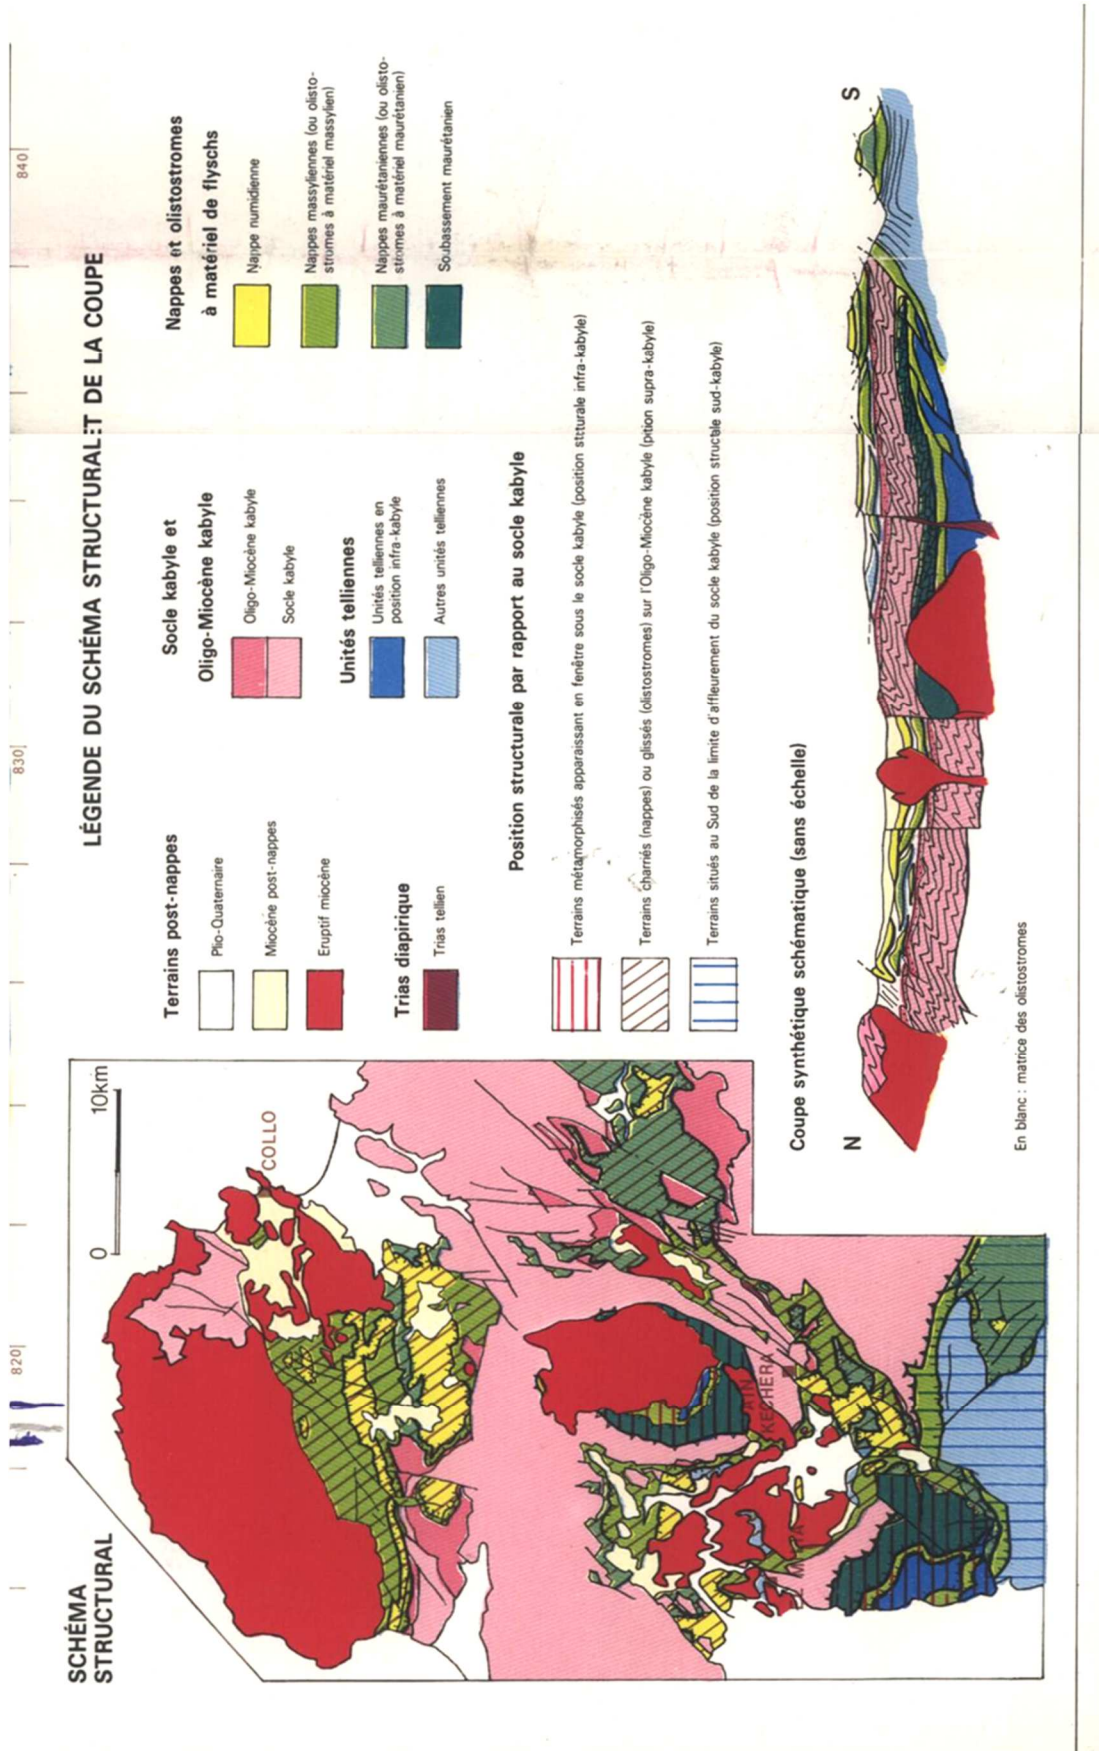 SCHÉMA
STRUCTURAL
0
10km
COLLO
AIN
KECHERA
820
830
840
LÉGENDE DU SCHÉMA STRUCTURAL ET DE LA COUPE
Terrains post-nappes
Plio-Quaternaire
Miocène post-nappes
Eruptif miocène
Trias diapirique
Trias tellien
Socle kabyle et
Oligo-Miocène kabyle
Oligo-Miocène kabyle
Socle kabyle
Unités telliennes
Unités telliennes en
position infra-kabyle
Autres unités telliennes
Nappes et olistostromes
à matériel de flyschs
Nappe numidienne
Nappes massyliennes (ou olisto-
stromes à matériel massylien)
Nappes maurétaniennes (ou olisto-
stromes à matériel maurétanien)
Soubassement maurétanien
Position structurale par rapport au socle kabyle
Terrains métamorphisés apparaissant en fenêtre sous le socle kabyle (position infra-kabyle)
Terrains charriés (nappes) ou glissés (olistostromes) sur l'Oligo-Miocène kabyle (supra-kabyle)
Terrains situés au Sud de la limite d'affleurement du socle kabyle (position sud-kabyle)
Coupe synthétique schématique (sans échelle)
N
S
En blanc : matrice des olistostromes